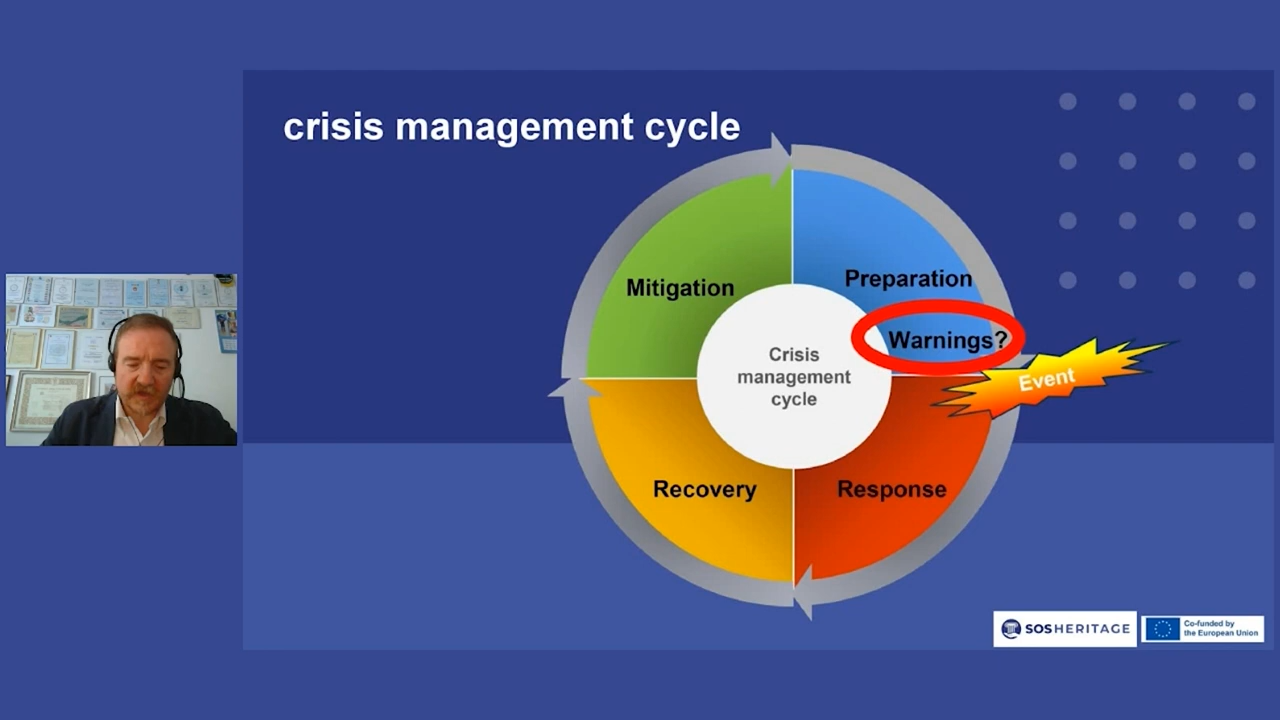 crisis management cycle
Mitigation
Preparation
Warnings?
Event
Crisis
management
cycle
Recovery
Response
SOSHERITAGE
Co-funded by
the European Union